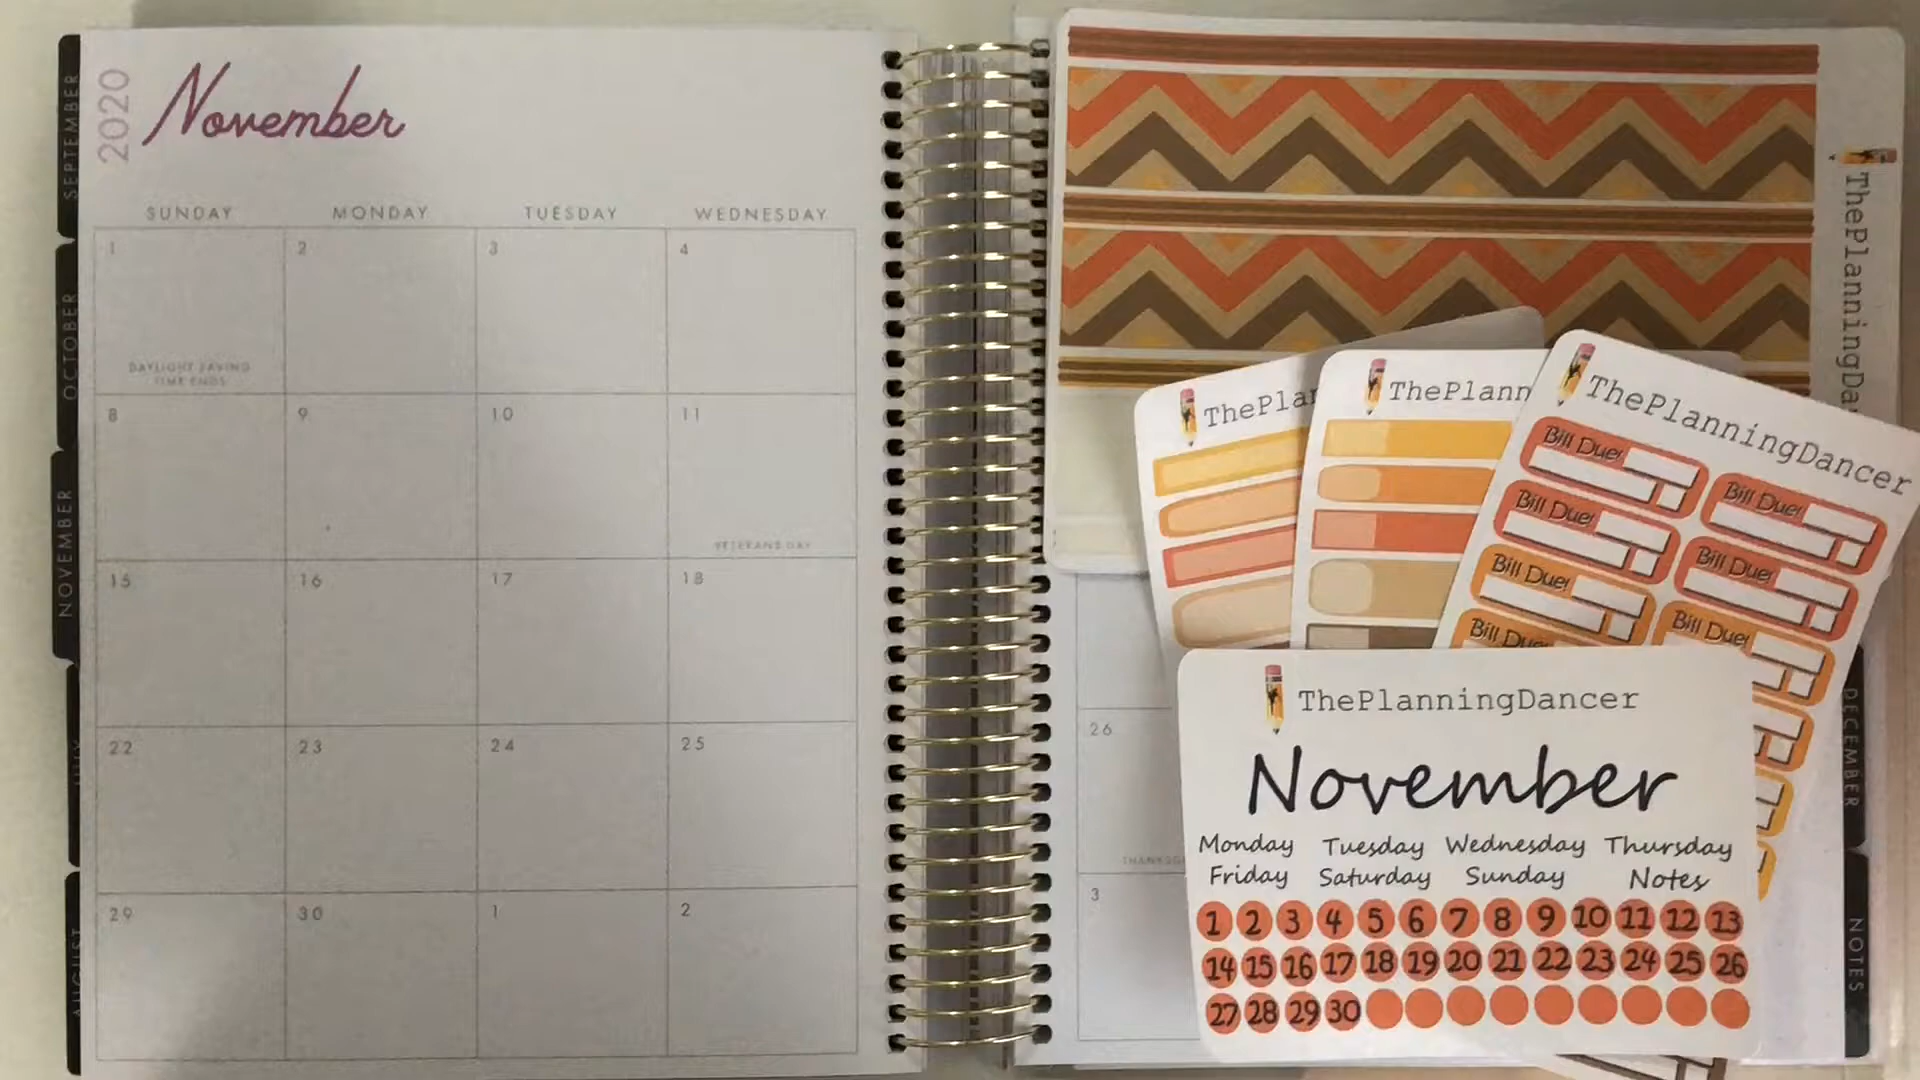 2020
November
SUNDAY MONDAY TUESDAY WEDNESDAY
1 2 3 4
DAYLIGHT SAVING
TIME ENDS
8 9 10 11
VETERANS DAY
15 16 17 18
22 23 24 25
29 30 1 2
SEPTEMBER
OCTOBER
NOVEMBER
JULY
AUGUST
26
3
DECEMBER
NOTES
ThePlanningDa
ThePlan
ThePlann
ThePlanningDancer
Bill Due! Bill Due!
Bill Due! Bill Due!
Bill Due! Bill Due!
Bill Due!
ThePlanningDancer
November
Monday Tuesday Wednesday Thursday
Friday Saturday Sunday Notes
1 2 3 4 5 6 7 8 9 10 11 12 13
14 15 16 17 18 19 20 21 22 23 24 25 26
27 28 29 30